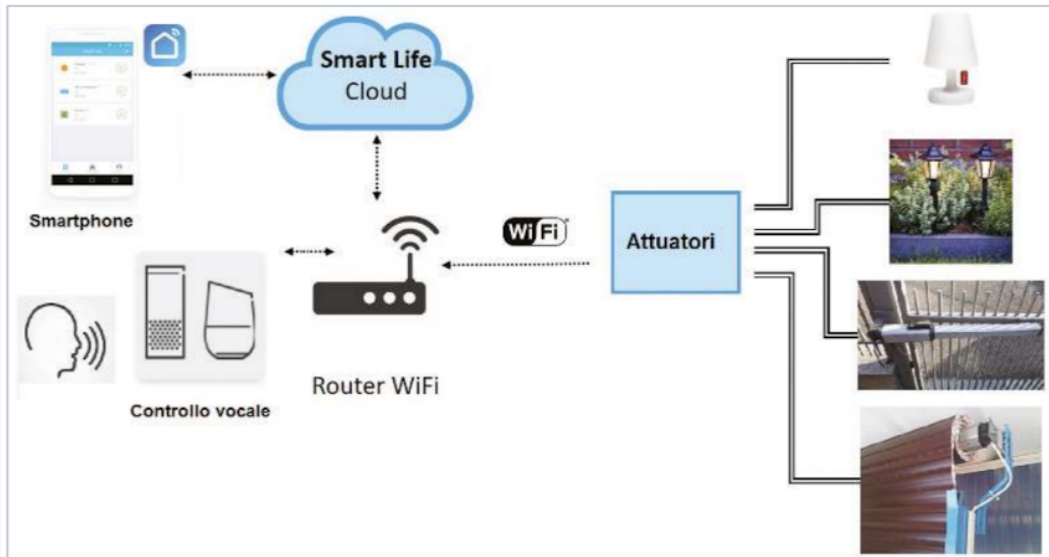 Smart Life
Cloud
Smartphone
WiFi
Attuatori
Router WiFi
Controllo vocale